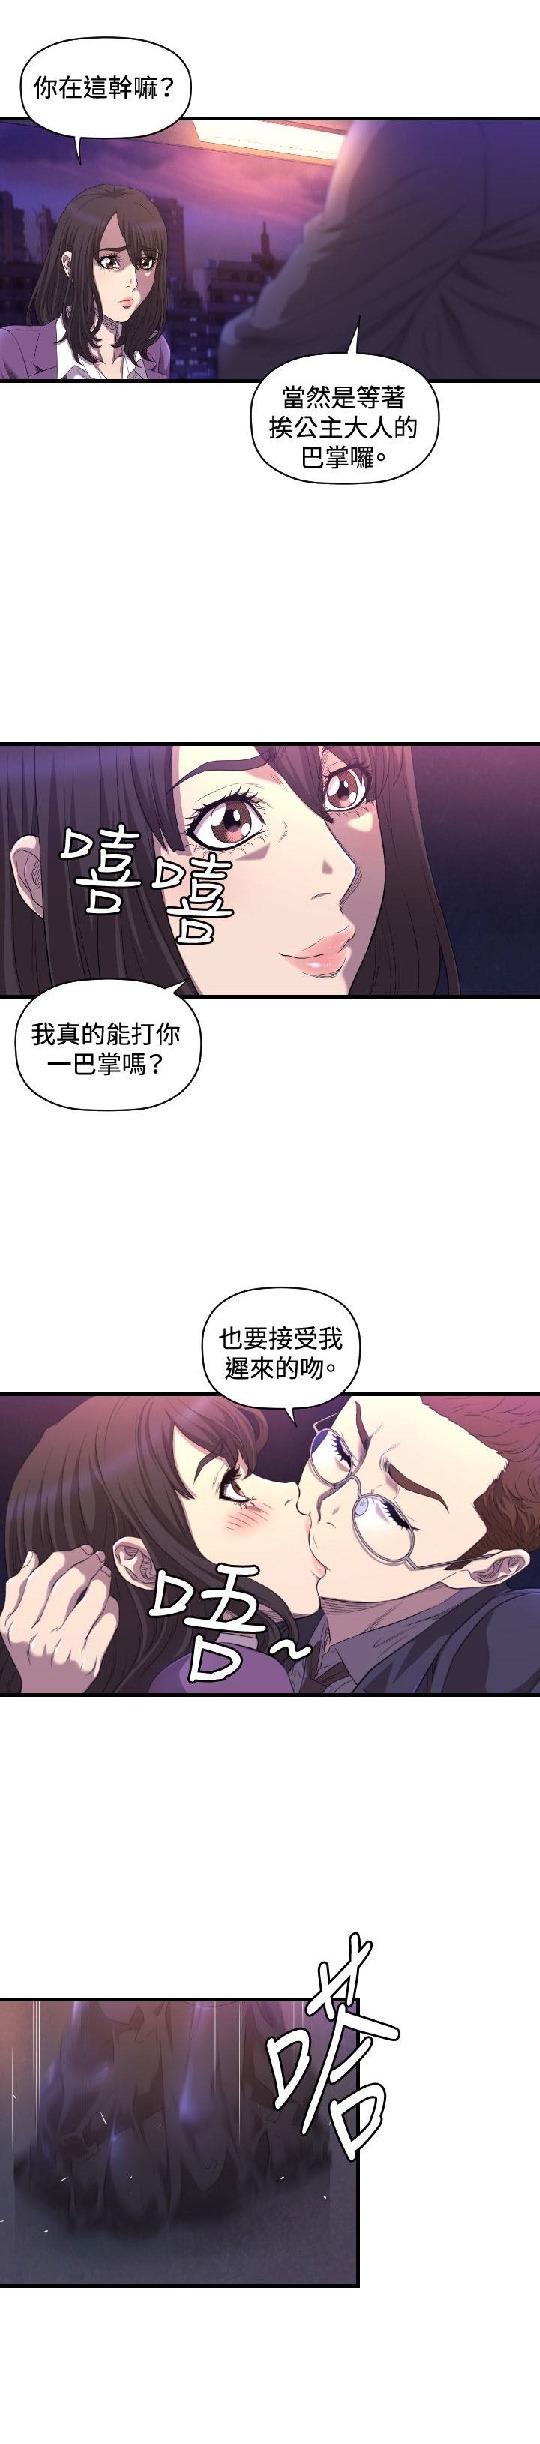 你在這幹嘛？
當然是等著
挨公主大人的
巴掌囉。
嘻
嘻
我真的能打你
一巴掌嗎？
也要接受我
遲來的吻。
唔~